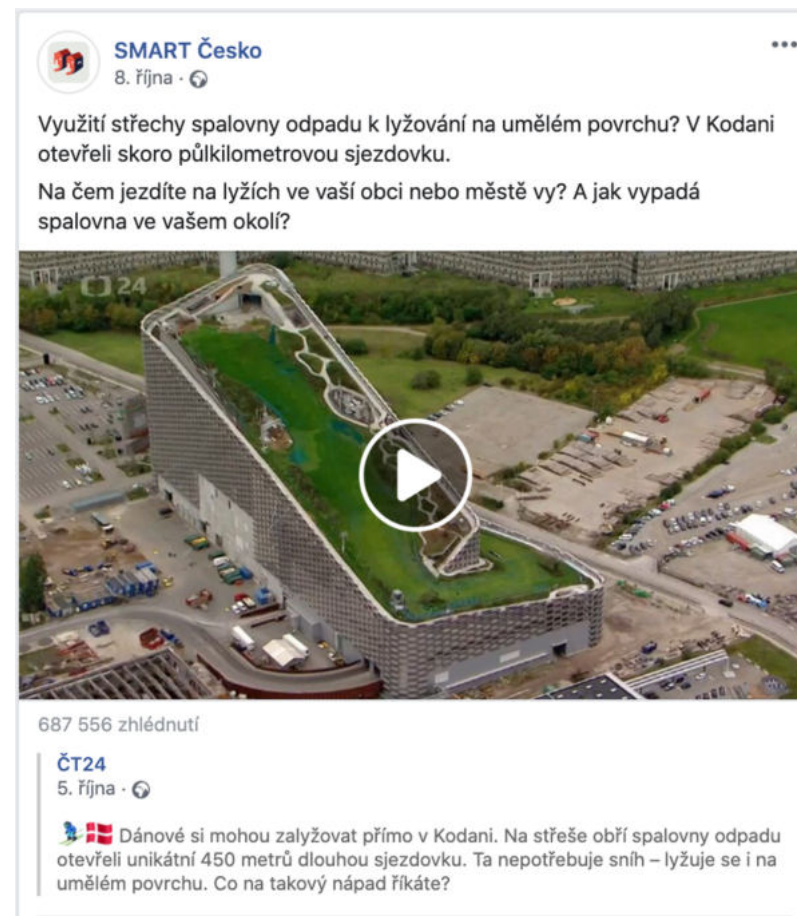 SMART Česko
8. října ·
Využití střechy spalovny odpadu k lyžování na umělém povrchu? V Kodani
otevřeli skoro půlkilometrovou sjezdovku.
Na čem jezdíte na lyžích ve vaší obci nebo městě vy? A jak vypadá
spalovna ve vašem okolí?
ČT24
687 556 zhlédnutí
ČT24
5. října ·
Dánové si mohou zalyžovat přímo v Kodani. Na střeše obří spalovny odpadu
otevřeli unikátní 450 metrů dlouhou sjezdovku. Ta nepotřebuje sníh – lyžuje se i na
umělém povrchu. Co na takový nápad říkáte?